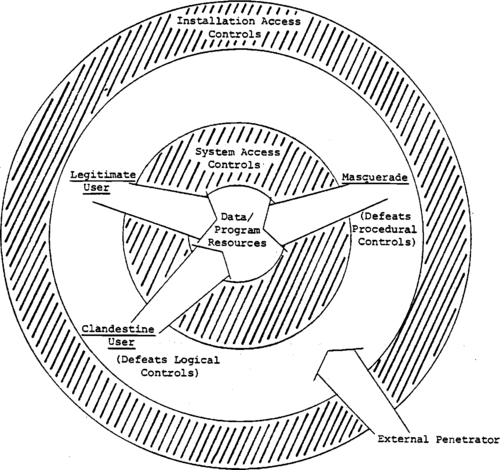 Installation Access
Controls
System Access
Controls
Legitimate
User
Masquerade
Data/
Program
Resources
(Defeats
Procedural
Controls)
Clandestine
User
(Defeats Logical
Controls)
External Penetrator